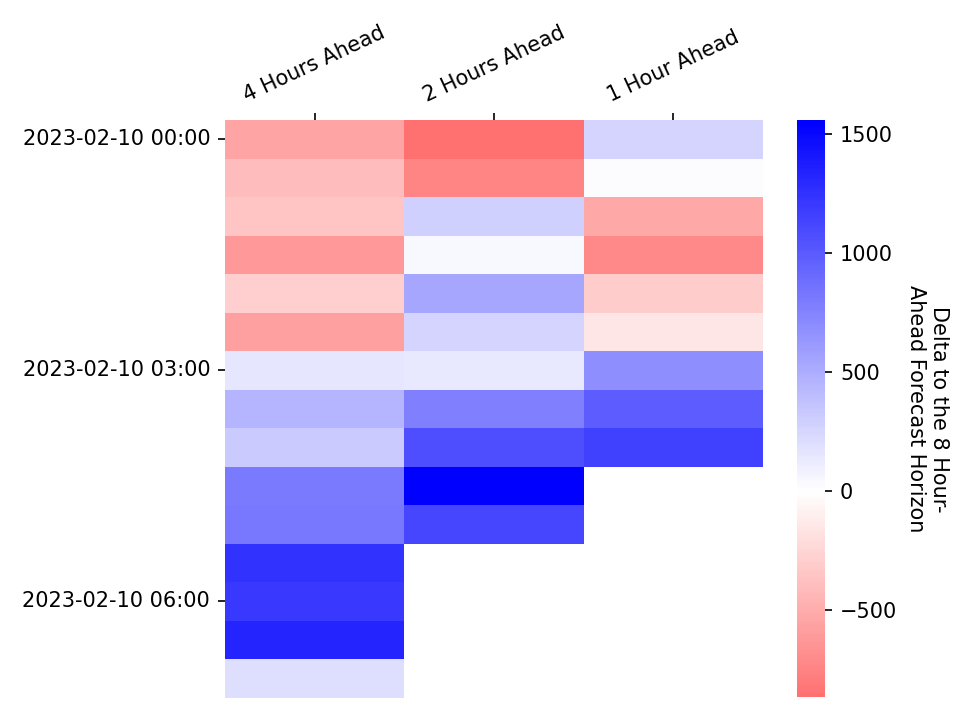 4 Hours Ahead
2 Hours Ahead
1 Hour Ahead
2023-02-10 00:00
2023-02-10 03:00
2023-02-10 06:00
1500
1000
500
0
−500
Delta to the 8 Hour-
Ahead Forecast Horizon